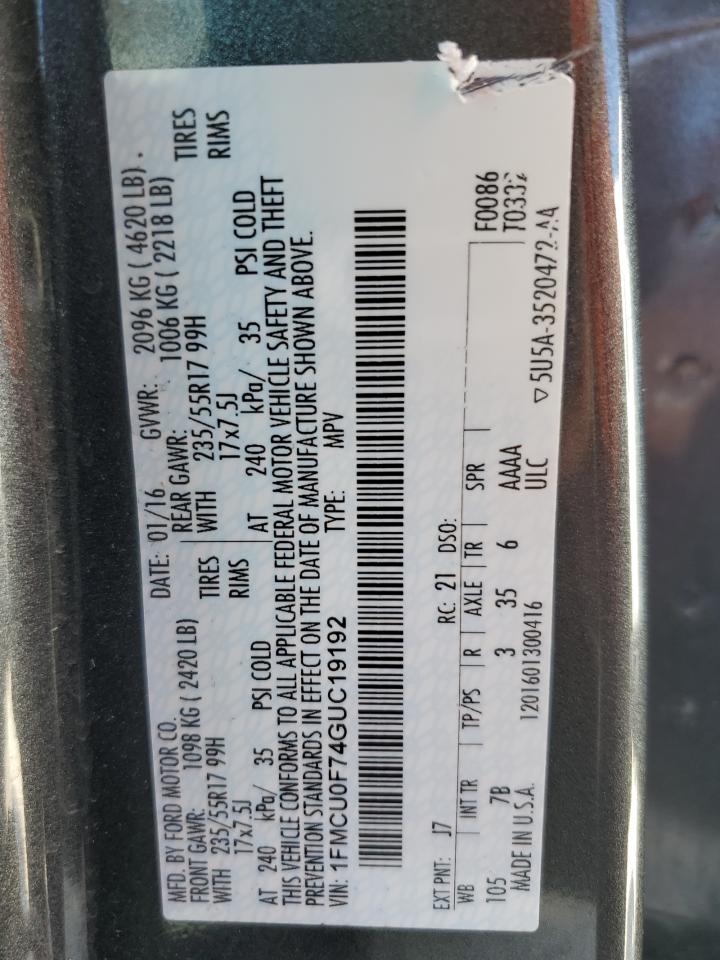 MFD. BY FORD MOTOR CO.
DATE: 01/16 GVWR: 2096 KG ( 4620 LB) .
FRONT GAWR: 1098 KG ( 2420 LB) REAR GAWR: 1006 KG ( 2218 LB)
WITH 235/55R17 99H TIRES WITH 235/55R17 99H TIRES
17x7.5J RIMS 17x7.5J RIMS
AT 240 kPa/ 35 PSI COLD AT 240 kPa/ 35 PSI COLD
THIS VEHICLE CONFORMS TO ALL APPLICABLE FEDERAL MOTOR VEHICLE SAFETY AND THEFT
PREVENTION STANDARDS IN EFFECT ON THE DATE OF MANUFACTURE SHOWN ABOVE.
VIN: 1FMCU0F74GUC19192 TYPE: MPV
EXT PNT: J7 RC: 21 DSO: F0086
WB INT TR TP/PS R AXLE TR SPR T0332
105 7B 3 35 6 AAAA
MADE IN U.S.A. 1201601300416 ULC
▽5U5A-3520472-AA